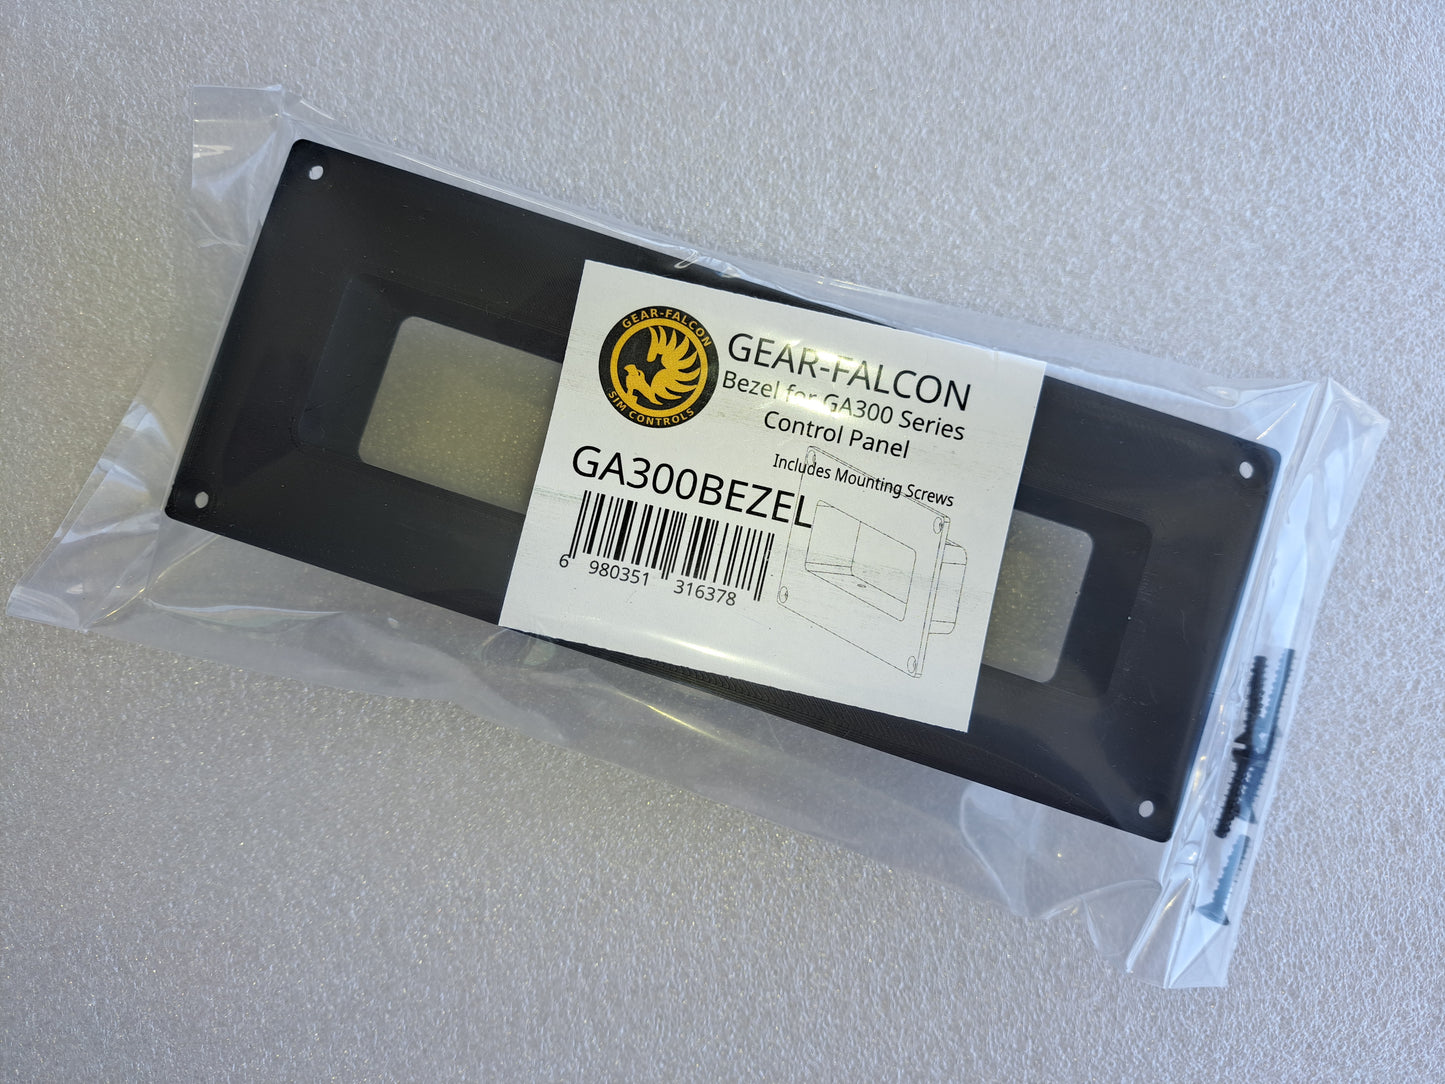 GEAR-FALCON
SIM CONTROLS
GEAR-FALCON
Bezel for GA300 Series
Control Panel
Includes Mounting Screws
GA300BEZEL
6 980351 316378